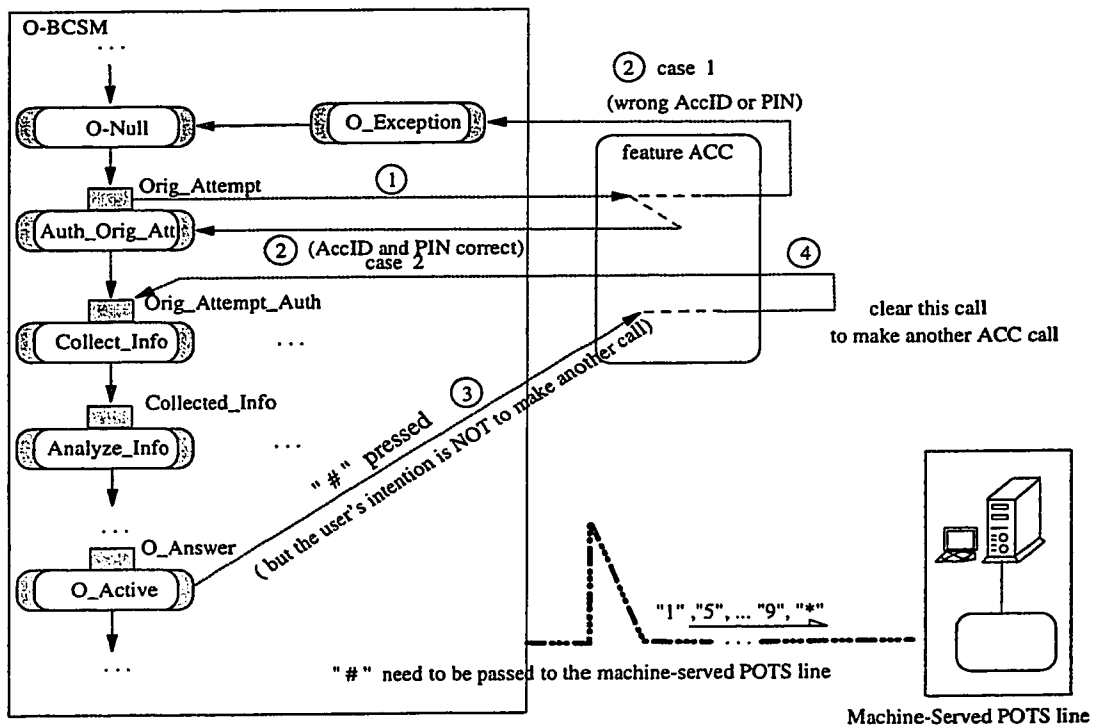 O-BCSM
. . .
② case 1
(wrong AccID or PIN)
O-Null
O_Exception
feature ACC
Orig_Attempt
①
Auth_Orig_Att
② (AccID and PIN correct)
case 2
④
Orig_Attempt_Auth
clear this call
to make another ACC call
Collect_Info
. . .
③
"#" pressed
( but the user's intention is NOT to make another call)
Collected_Info
Analyze_Info
. . .
. . .
O_Answer
O_Active
"1" ,"5", ... "9", "*"
. . .
. . .
"#" need to be passed to the machine-served POTS line
Machine-Served POTS line